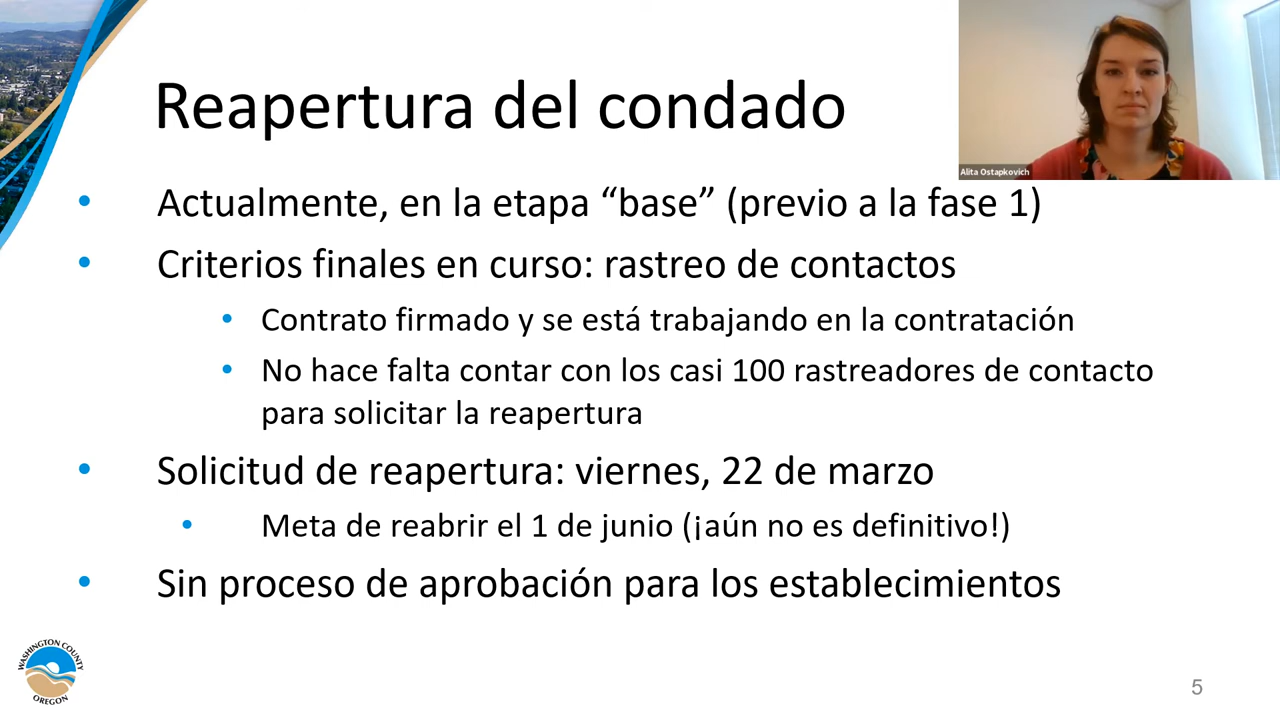 Reapertura del condado
Alita Ostapkovich
• Actualmente, en la etapa “base” (previo a la fase 1)
• Criterios finales en curso: rastreo de contactos
• Contrato firmado y se está trabajando en la contratación
• No hace falta contar con los casi 100 rastreadores de contacto
para solicitar la reapertura
• Solicitud de reapertura: viernes, 22 de marzo
• Meta de reabrir el 1 de junio (¡aún no es definitivo!)
• Sin proceso de aprobación para los establecimientos
WASHINGTON COUNTY
OREGON
5